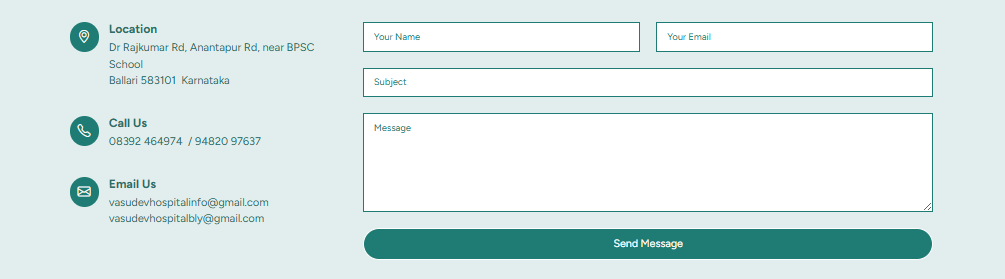 Location
Dr Rajkumar Rd, Anantapur Rd, near BPSC
School
Ballari 583101 Karnataka
Call Us
08392 464974 / 94820 97637
Email Us
vasudevhospitalinfo@gmail.com
vasudevhospitalbly@gmail.com
Your Name
Your Email
Subject
Message
Send Message